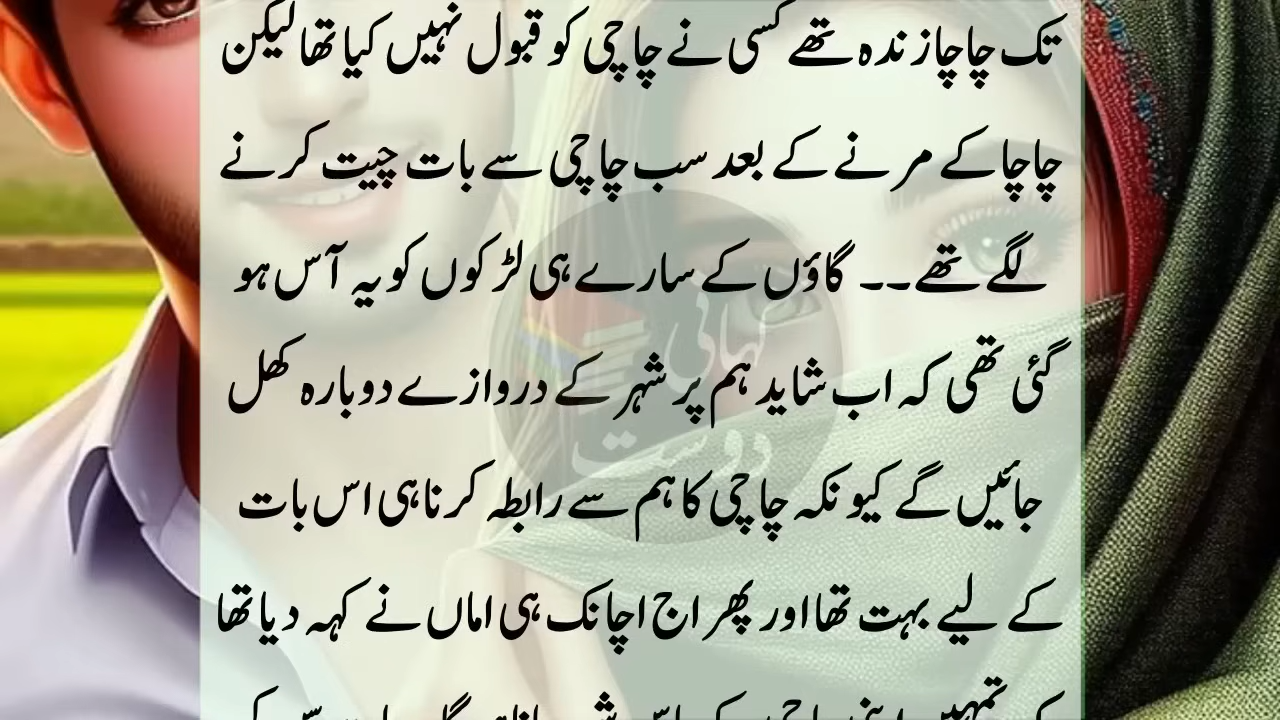 تک چاچا زندہ تھے کسی نے چاچی کو قبول نہیں کیا تھا لیکن
چاچا کے مرنے کے بعد سب چاچی سے بات چیت کرنے
لگے تھے۔۔ گاؤں کے سارے ہی لڑکوں کو یہ آس ہو
گئی تھی کہ اب شاید ہم پر شہر کے دروازے دوبارہ کھل
جائیں گے کیونکہ چاچی کا ہم سے رابطہ کرنا ہی اس بات
کے لیے بہت تھا اور پھر اج اچانک ہی اماں نے کہہ دیا تھا
کہانی
دوست